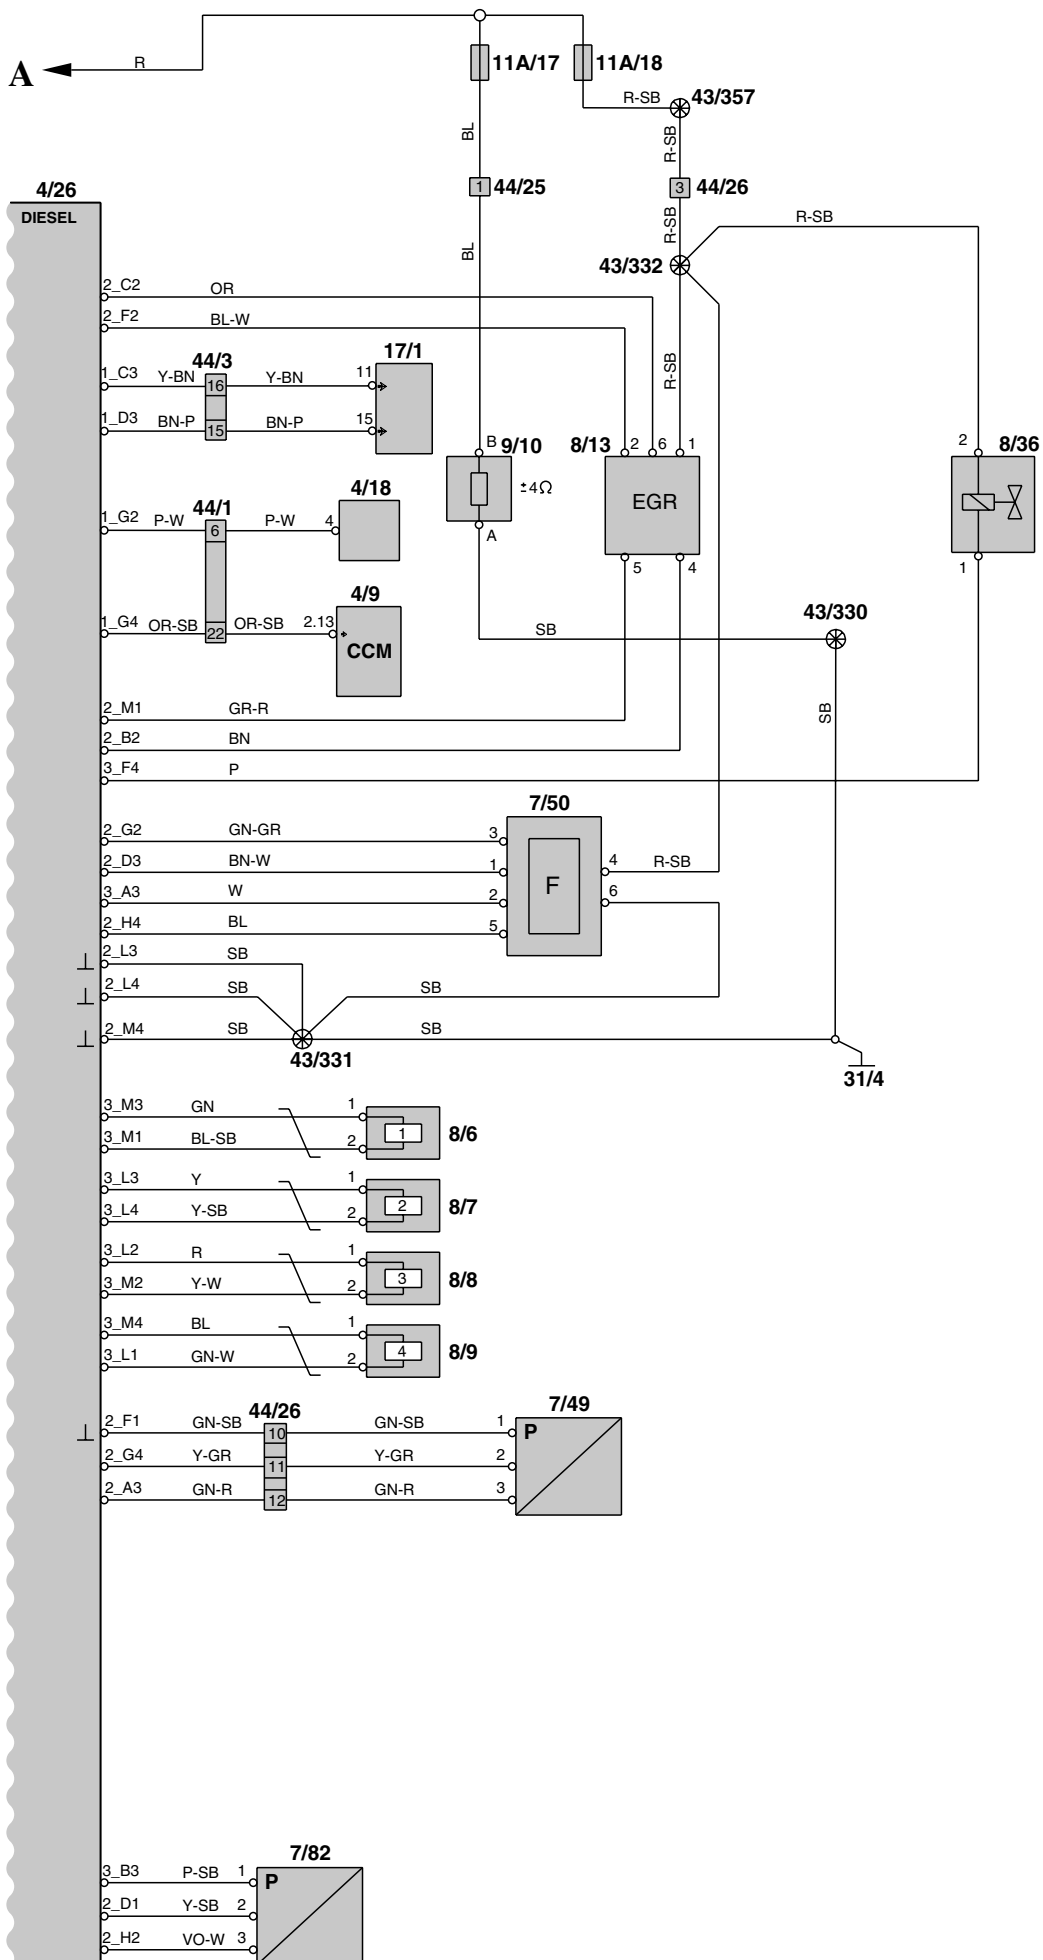 A R
11A/17 11A/18
R-SB 43/357
BL R-SB
1 44/25 3 44/26
4/26
DIESEL
BL R-SB R-SB
43/332
2_C2 OR
2_F2 BL-W
44/3 17/1
1_C3 Y-BN 16 Y-BN 11
1_D3 BN-P 15 BN-P 15
R-SB
B 9/10 8/13 2 6 1 2 8/36
±4Ω EGR
A 5 4 1
44/1 4/18
1_G2 P-W 6 P-W 4
4/9
1_G4 OR-SB 22 OR-SB 2.13
CCM
SB 43/330
SB
2_M1 GR-R
2_B2 BN
3_F4 P
7/50
2_G2 GN-GR 3
2_D3 BN-W 1 4 R-SB
F
3_A3 W 2 6
2_H4 BL 5
2_L3 SB
2_L4 SB SB
2_M4 SB SB
43/331 31/4
3_M3 GN 1
1 8/6
3_M1 BL-SB 2
3_L3 Y 1
2 8/7
3_L4 Y-SB 2
3_L2 R 1
3 8/8
3_M2 Y-W 2
3_M4 BL 1
4 8/9
3_L1 GN-W 2
44/26 7/49
2_F1 GN-SB 10 GN-SB 1 P
2_G4 Y-GR 11 Y-GR 2
2_A3 GN-R 12 GN-R 3
7/82
3_B3 P-SB 1 P
2_D1 Y-SB 2
2_H2 VO-W 3